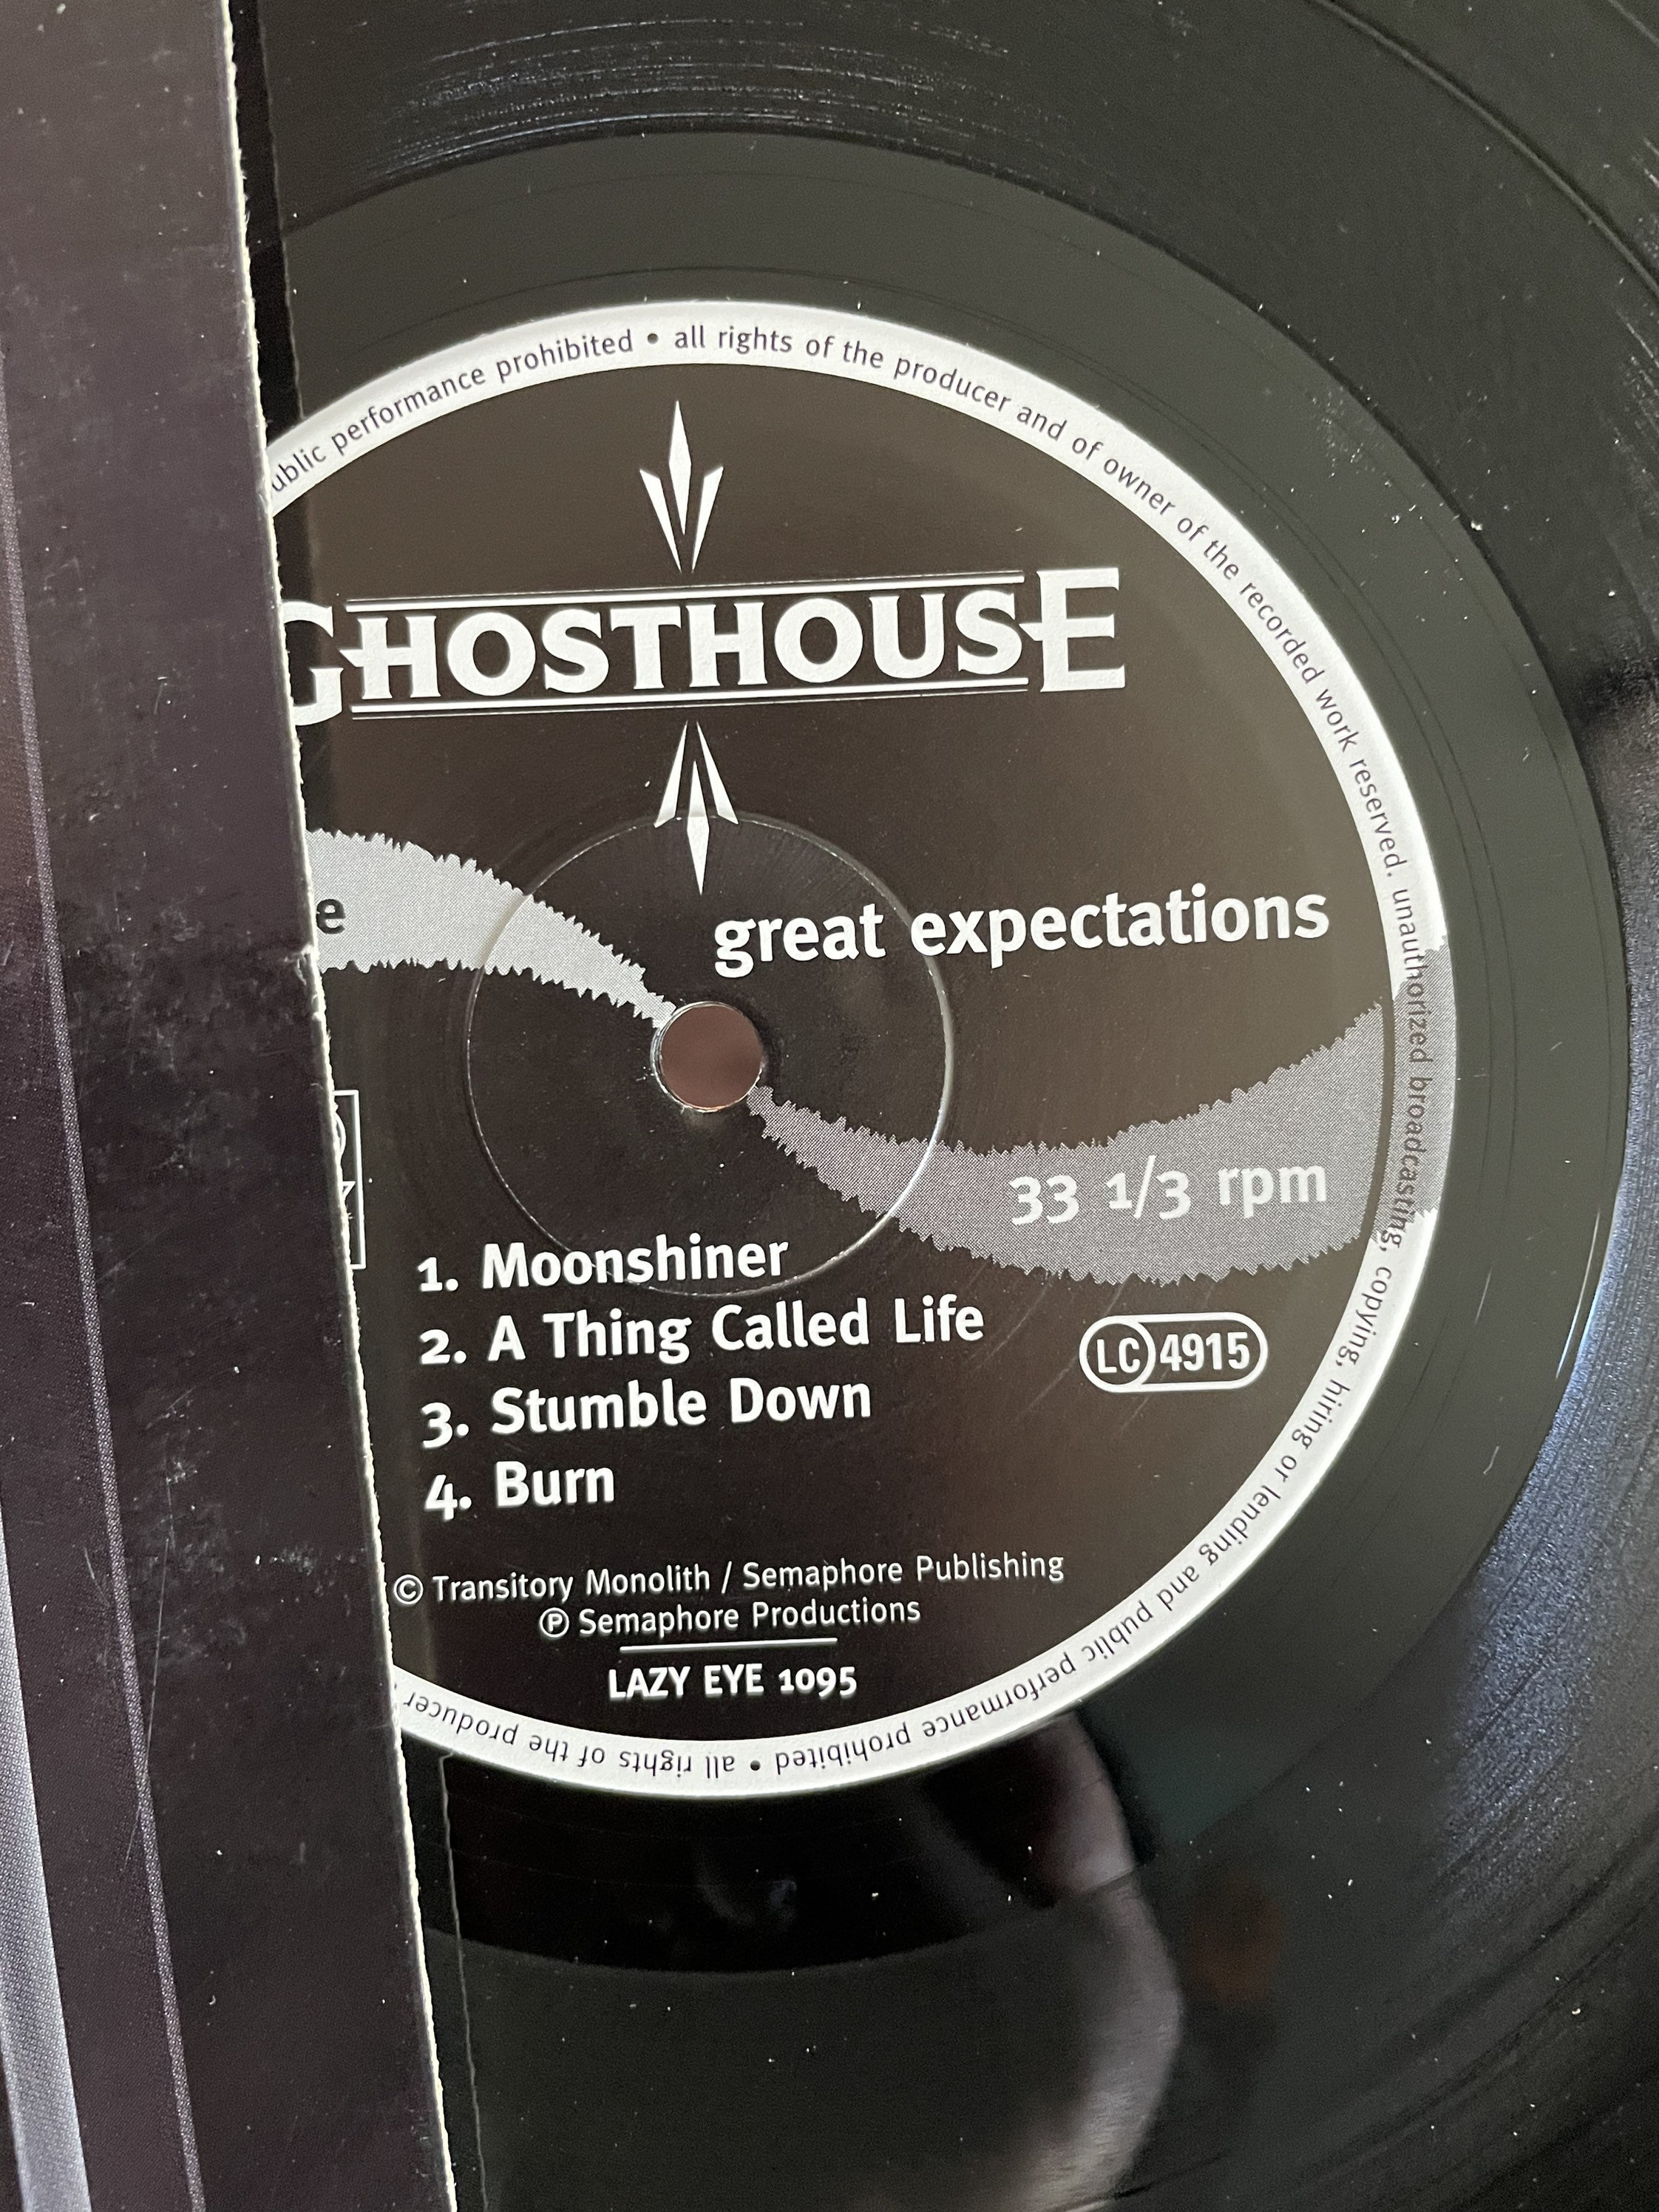 GHOSTHOUSE
great expectations
33 1/3 rpm
1. Moonshiner
2. A Thing Called Life
3. Stumble Down
4. Burn
LC 4915
© Transitory Monolith / Semaphore Publishing
℗ Semaphore Productions
LAZY EYE 1095
performance prohibited • all rights of the producer and of owner of the recorded work reserved. unauthorized broadcasting, copying, hiring or lending and public performance prohibited • all rights of the producer